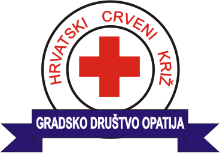 HRVATSKI CRVENI KRIŽ
GRADSKO DRUŠTVO OPATIJA